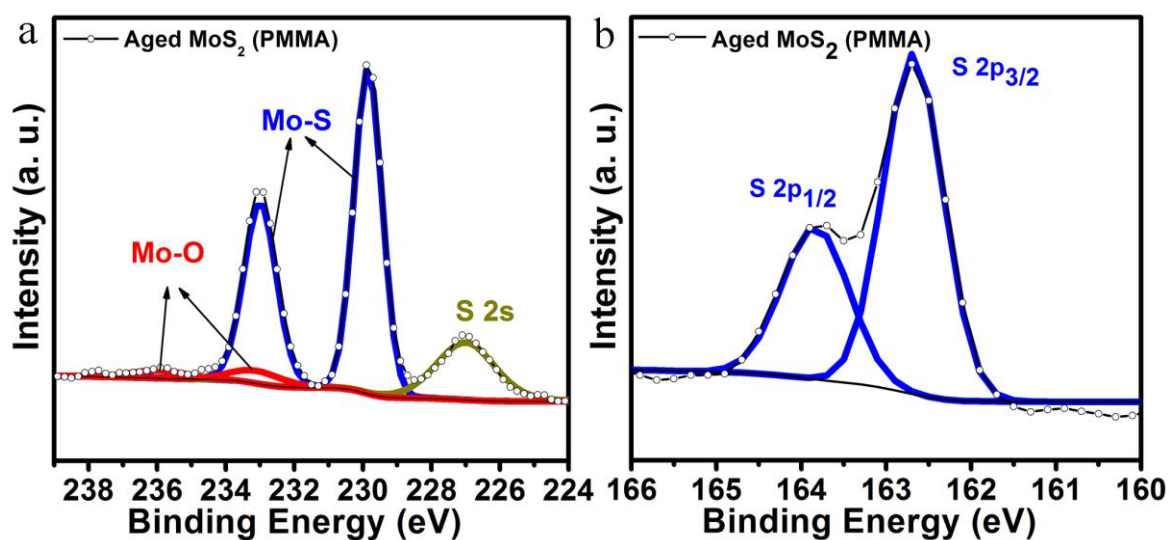 a
Aged MoS₂ (PMMA)
Mo-S
Mo-O
S 2s
Intensity (a. u.)
238 236 234 232 230 228 226 224
Binding Energy (eV)
b
Aged MoS₂ (PMMA)
S 2p₃/₂
S 2p₁/₂
Intensity (a. u.)
166 165 164 163 162 161 160
Binding Energy (eV)